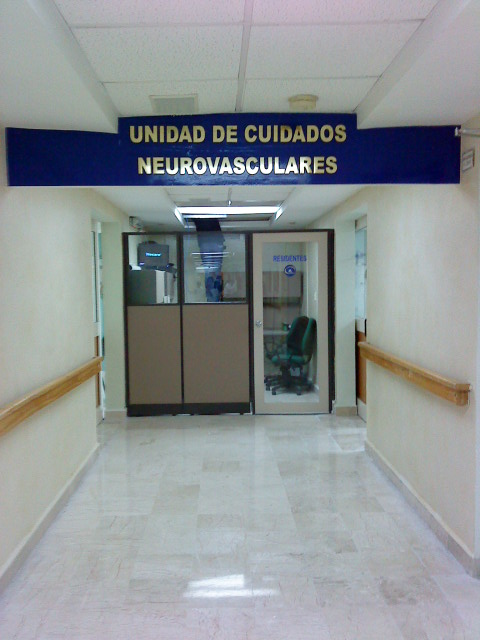 UNIDAD DE CUIDADOS
NEUROVASCULARES
RESIDENTES